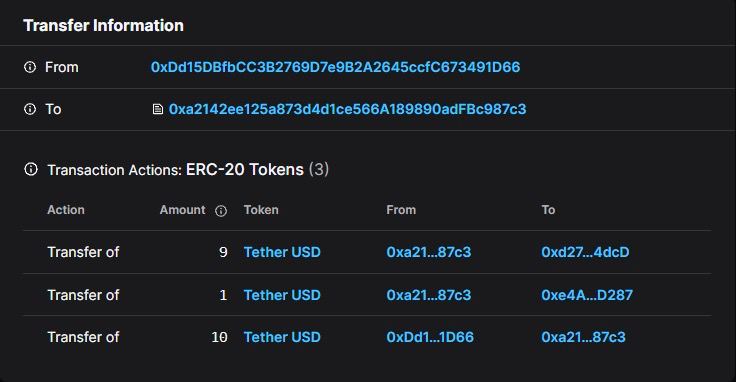 Transfer Information
From 0xDd15DBfbCC3B2769D7e9B2A2645ccfC673491D66
To 0xa2142ee125a873d4d1ce566A189890adFBc987c3
Transaction Actions: ERC-20 Tokens (3)
Action Amount Token From To
Transfer of 9 Tether USD 0xa21...87c3 0xd27...4dcD
Transfer of 1 Tether USD 0xa21...87c3 0xe4A...D287
Transfer of 10 Tether USD 0xDd1...1D66 0xa21...87c3